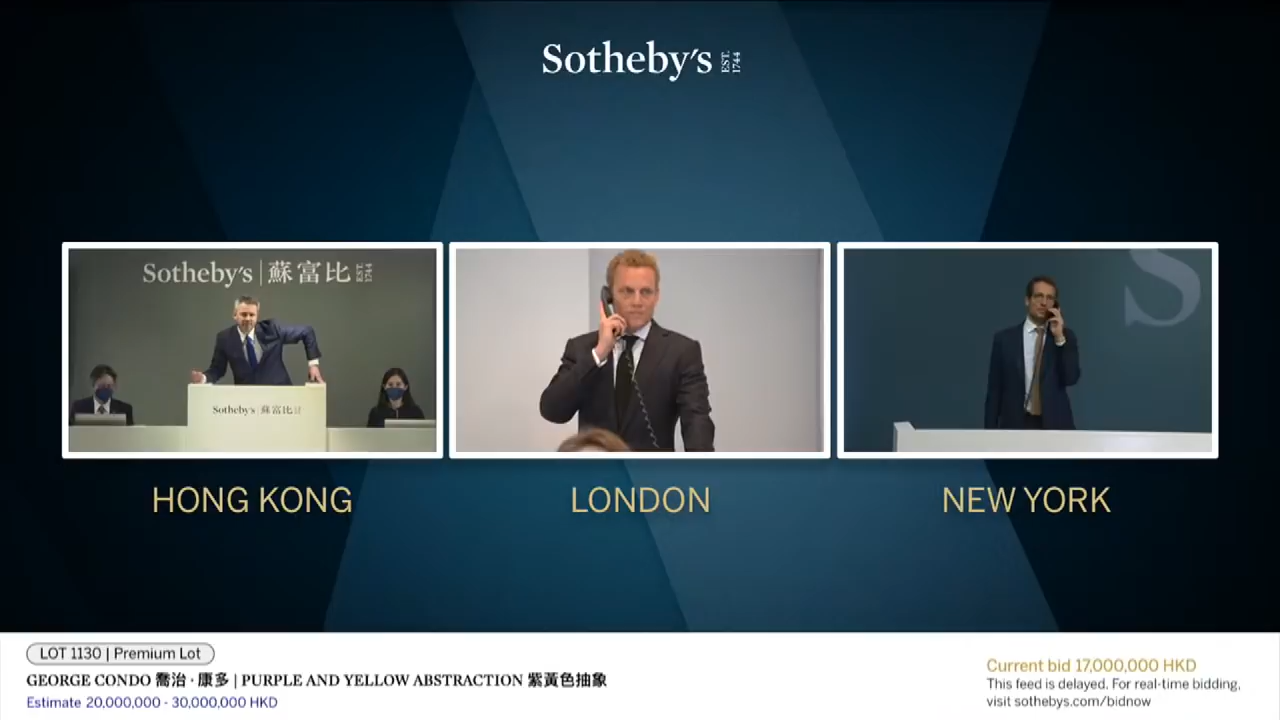 Sotheby's EST. 1744
Sotheby's | 蘇富比 EST. 1744
Sotheby's 蘇富比
S
HONG KONG
LONDON
NEW YORK
LOT 1130 | Premium Lot
GEORGE CONDO 喬治 · 康多 | PURPLE AND YELLOW ABSTRACTION 紫黃色抽象
Estimate 20,000,000 - 30,000,000 HKD
Current bid 17,000,000 HKD
This feed is delayed. For real-time bidding,
visit sothebys.com/bidnow